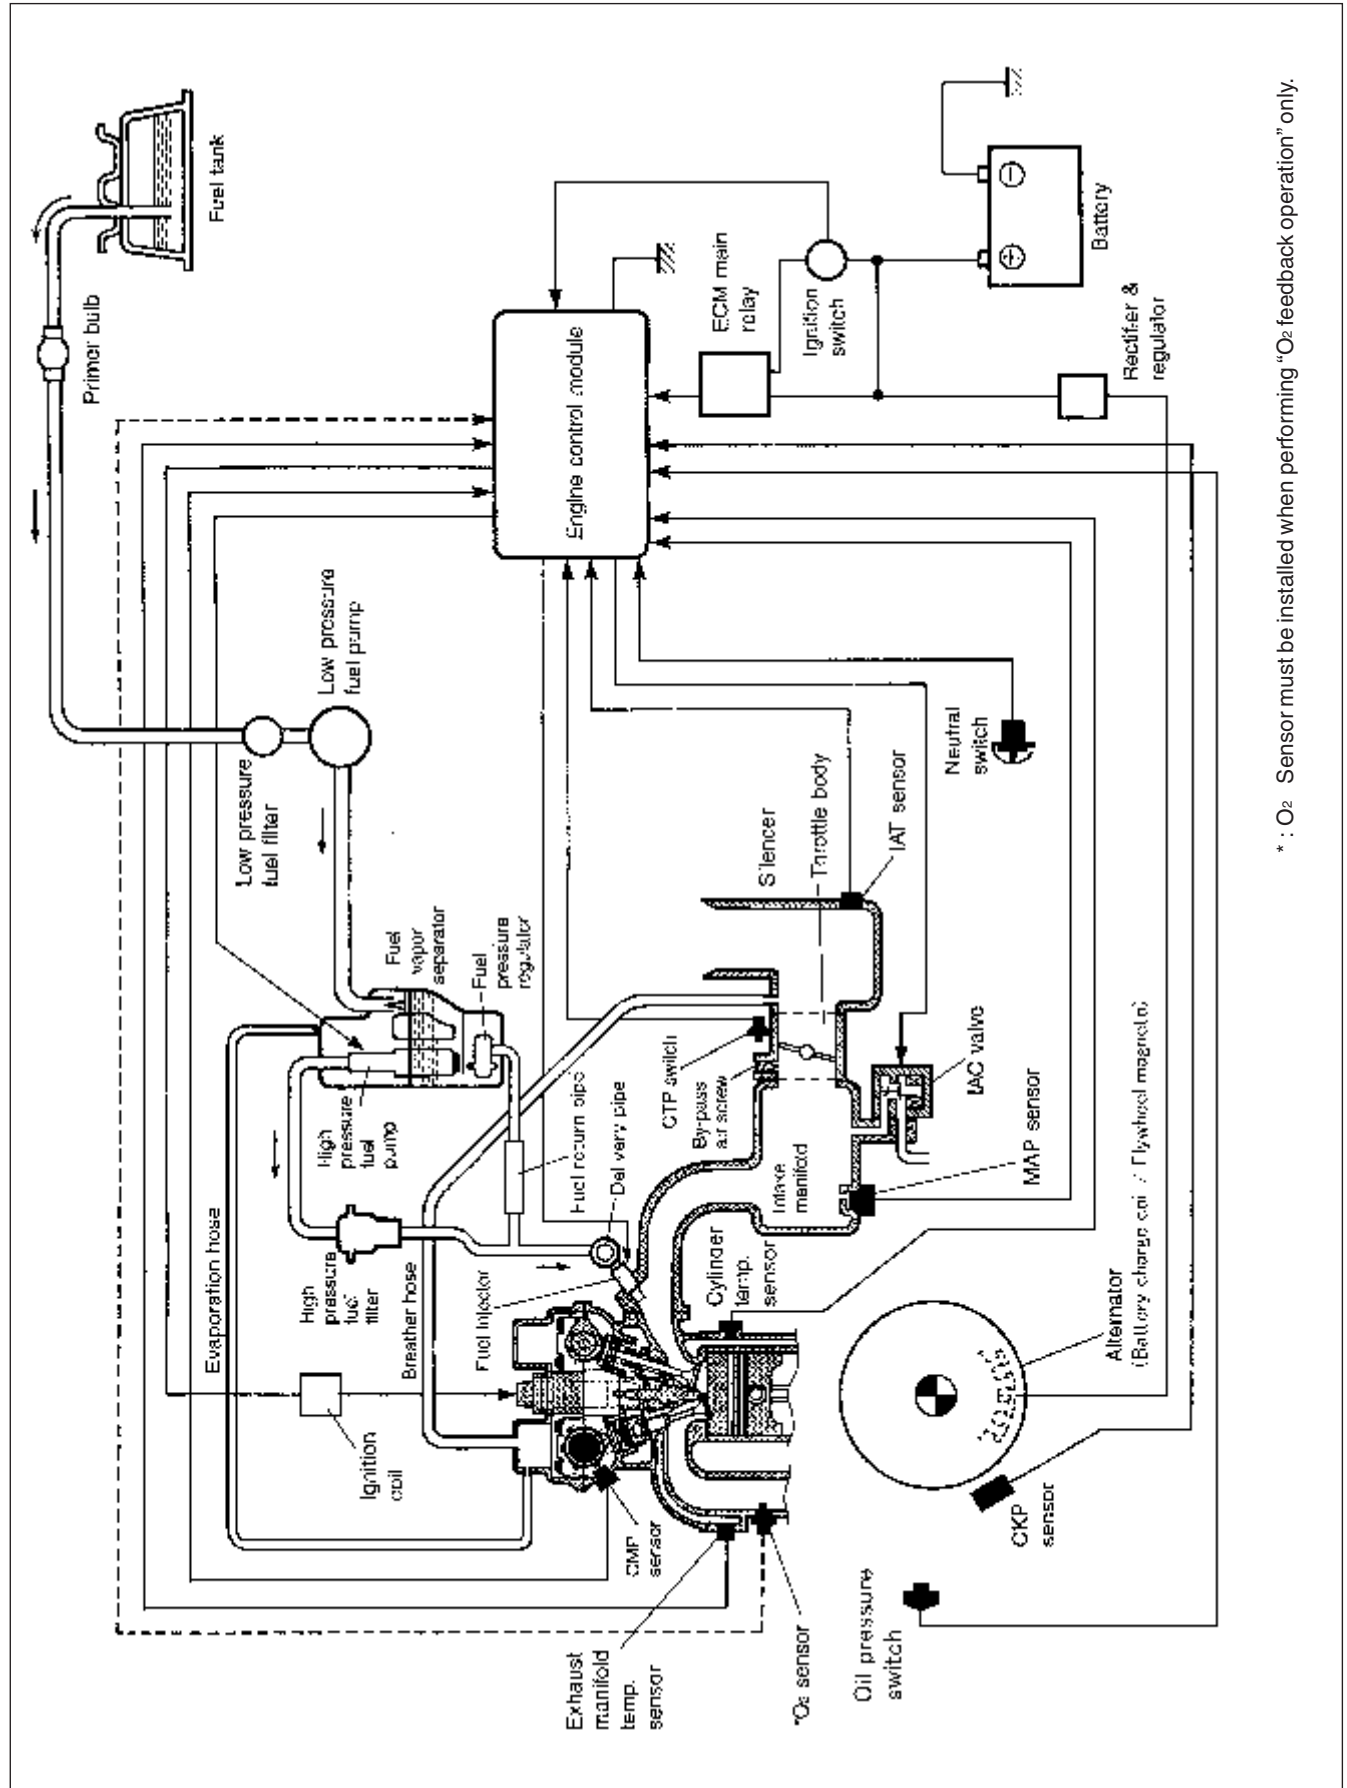 Fuel tank
Primer bulb
Low pressure
fuel pump
Low pressure
fuel filter
Fuel
vapor
separator
Fuel
pressure
regulator
High
pressure
fuel
pump
High
pressure
fuel
filter
Evaporation hose
Breather hose
Fuel return pipe
Delivery pipe
Fuel Injector
Ignition
coil
CMP
sensor
Exhaust
manifold
temp.
sensor
*O2 sensor
Oil pressure
switch
CKP
sensor
Alternator
(Battery charge coil / Flywheel magneto)
Cylinder
temp.
sensor
Intake
manifold
MAP sensor
IAC valve
By-pass
air screw
CTP switch
Silencer
Throttle body
IAT sensor
Neutral
switch
Engine control module
ECM main
relay
Ignition
switch
Rectifier &
regulator
Battery
* : O2 Sensor must be installed when performing “O2 feedback operation” only.